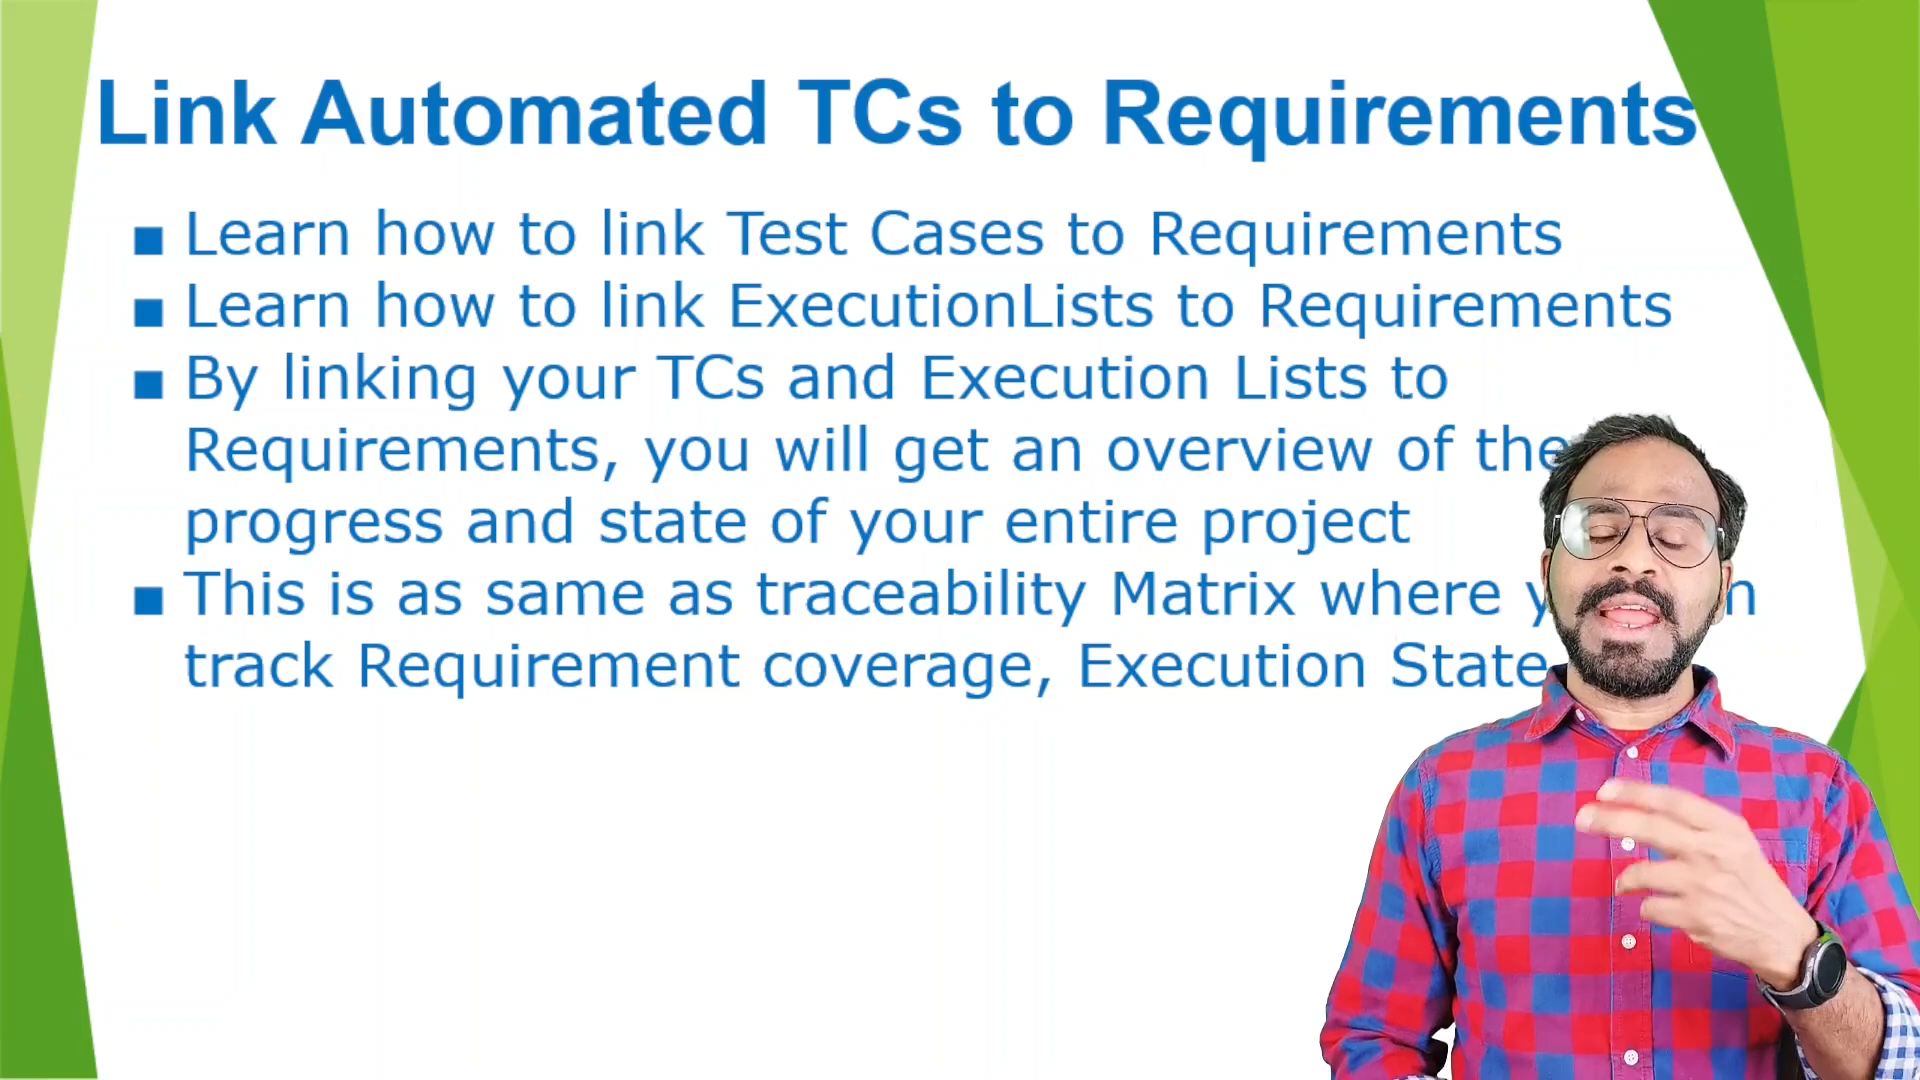 Link Automated TCs to Requirements
Learn how to link Test Cases to Requirements
Learn how to link ExecutionLists to Requirements
By linking your TCs and Execution Lists to
Requirements, you will get an overview of the
progress and state of your entire project
This is as same as traceability Matrix where
track Requirement coverage, Execution State